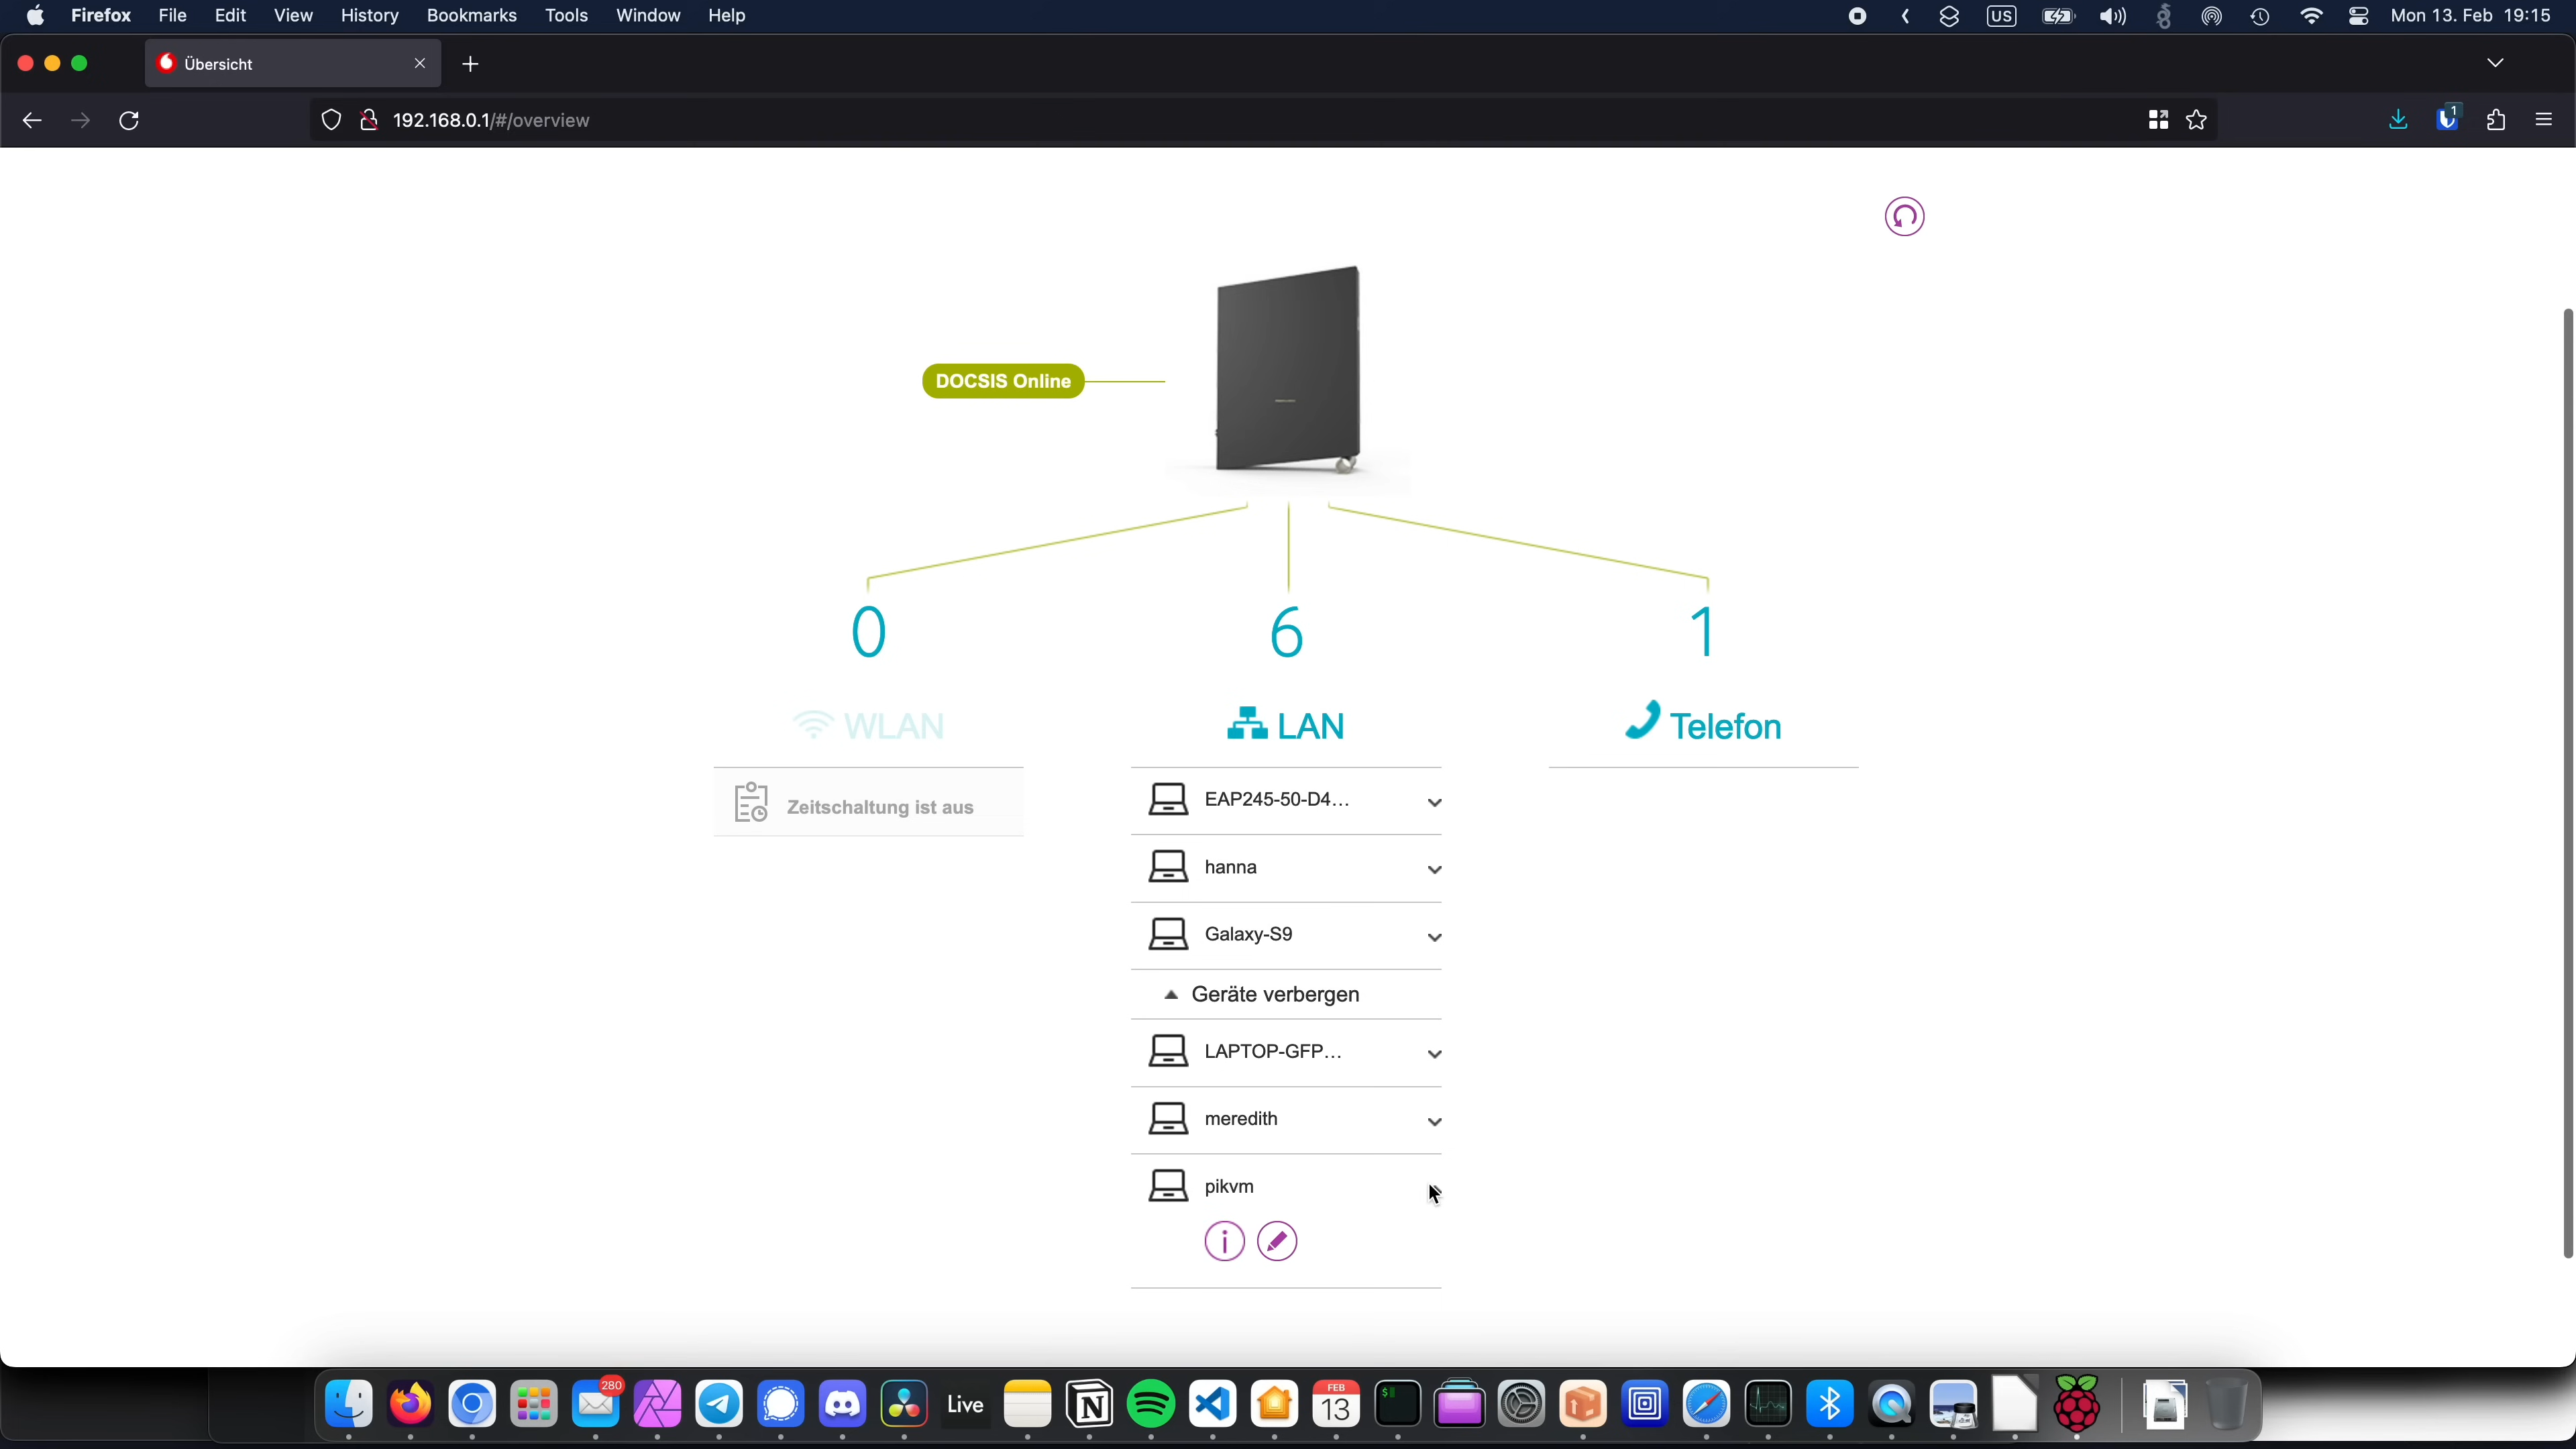 Firefox File Edit View History Bookmarks Tools Window Help US Mon 13. Feb 19:15
Übersicht
192.168.0.1/#/overview 1
DOCSIS Online
0 6 1
WLAN LAN Telefon
Zeitschaltung ist aus
EAP245-50-D4...
hanna
Galaxy-S9
Geräte verbergen
LAPTOP-GFP...
meredith
pikvm
i
280 Live N FEB 13 $